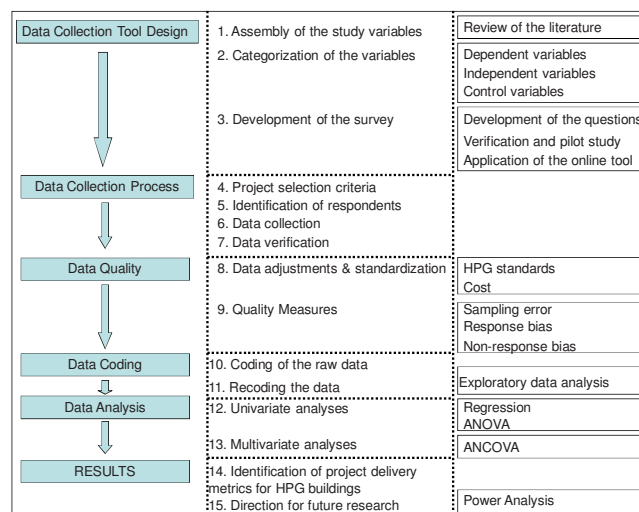 Data Collection Tool Design
1. Assembly of the study variables
Review of the literature
2. Categorization of the variables
Dependent variables
Independent variables
Control variables
3. Development of the survey
Development of the questions
Verification and pilot study
Application of the online tool
Data Collection Process
4. Project selection criteria
5. Identification of respondents
6. Data collection
7. Data verification
Data Quality
8. Data adjustments & standardization
HPG standards
Cost
9. Quality Measures
Sampling error
Response bias
Non-response bias
Data Coding
10. Coding of the raw data
11. Recoding the data
Exploratory data analysis
Data Analysis
12. Univariate analyses
Regression
ANOVA
13. Multivariate analyses
ANCOVA
RESULTS
14. Identification of project delivery
metrics for HPG buildings
15. Direction for future research
Power Analysis